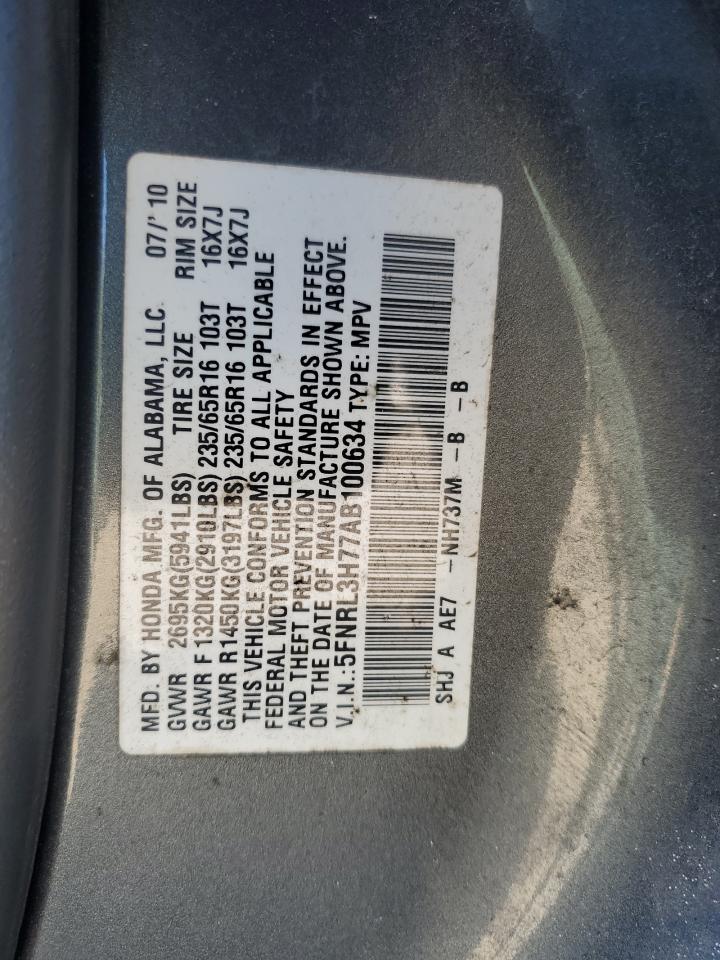 MFD. BY HONDA MFG. OF ALABAMA, LLC. 07/' 10
GVWR 2695KG(5941LBS) TIRE SIZE RIM SIZE
GAWR F 1320KG(2910LBS) 235/65R16 103T 16X7J
GAWR R1450KG(3197LBS) 235/65R16 103T 16X7J
THIS VEHICLE CONFORMS TO ALL APPLICABLE
FEDERAL MOTOR VEHICLE SAFETY
AND THEFT PREVENTION STANDARDS IN EFFECT
ON THE DATE OF MANUFACTURE SHOWN ABOVE.
V.I.N.:5FNRL3H77AB100634 TYPE: MPV
SHJ A AE7 -NH737M -B -B